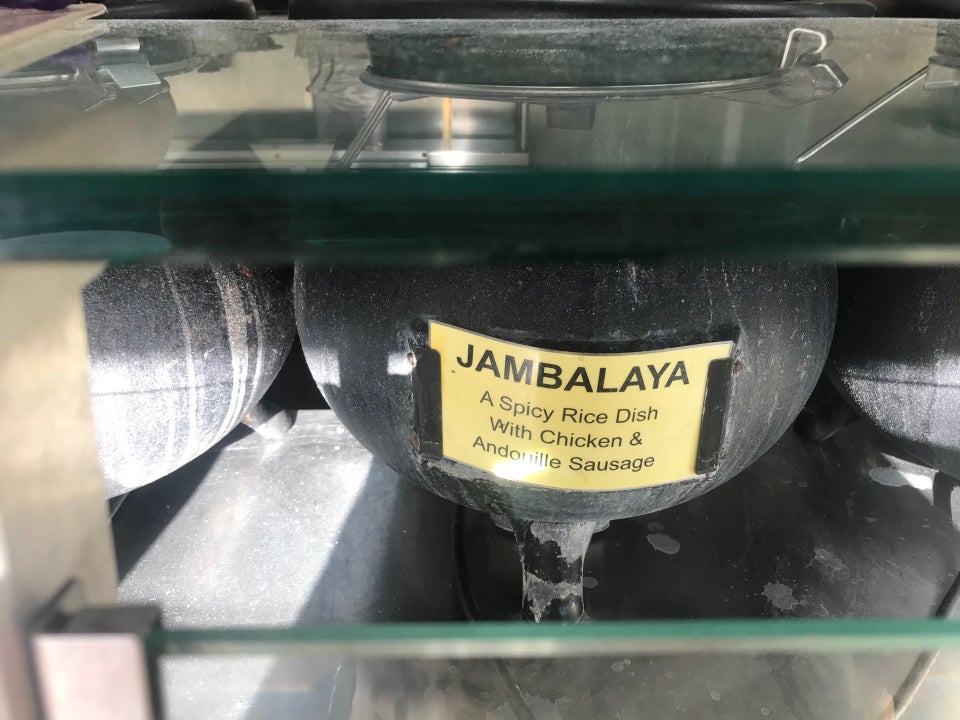 JAMBALAYA
A Spicy Rice Dish
With Chicken &
Andouille Sausage